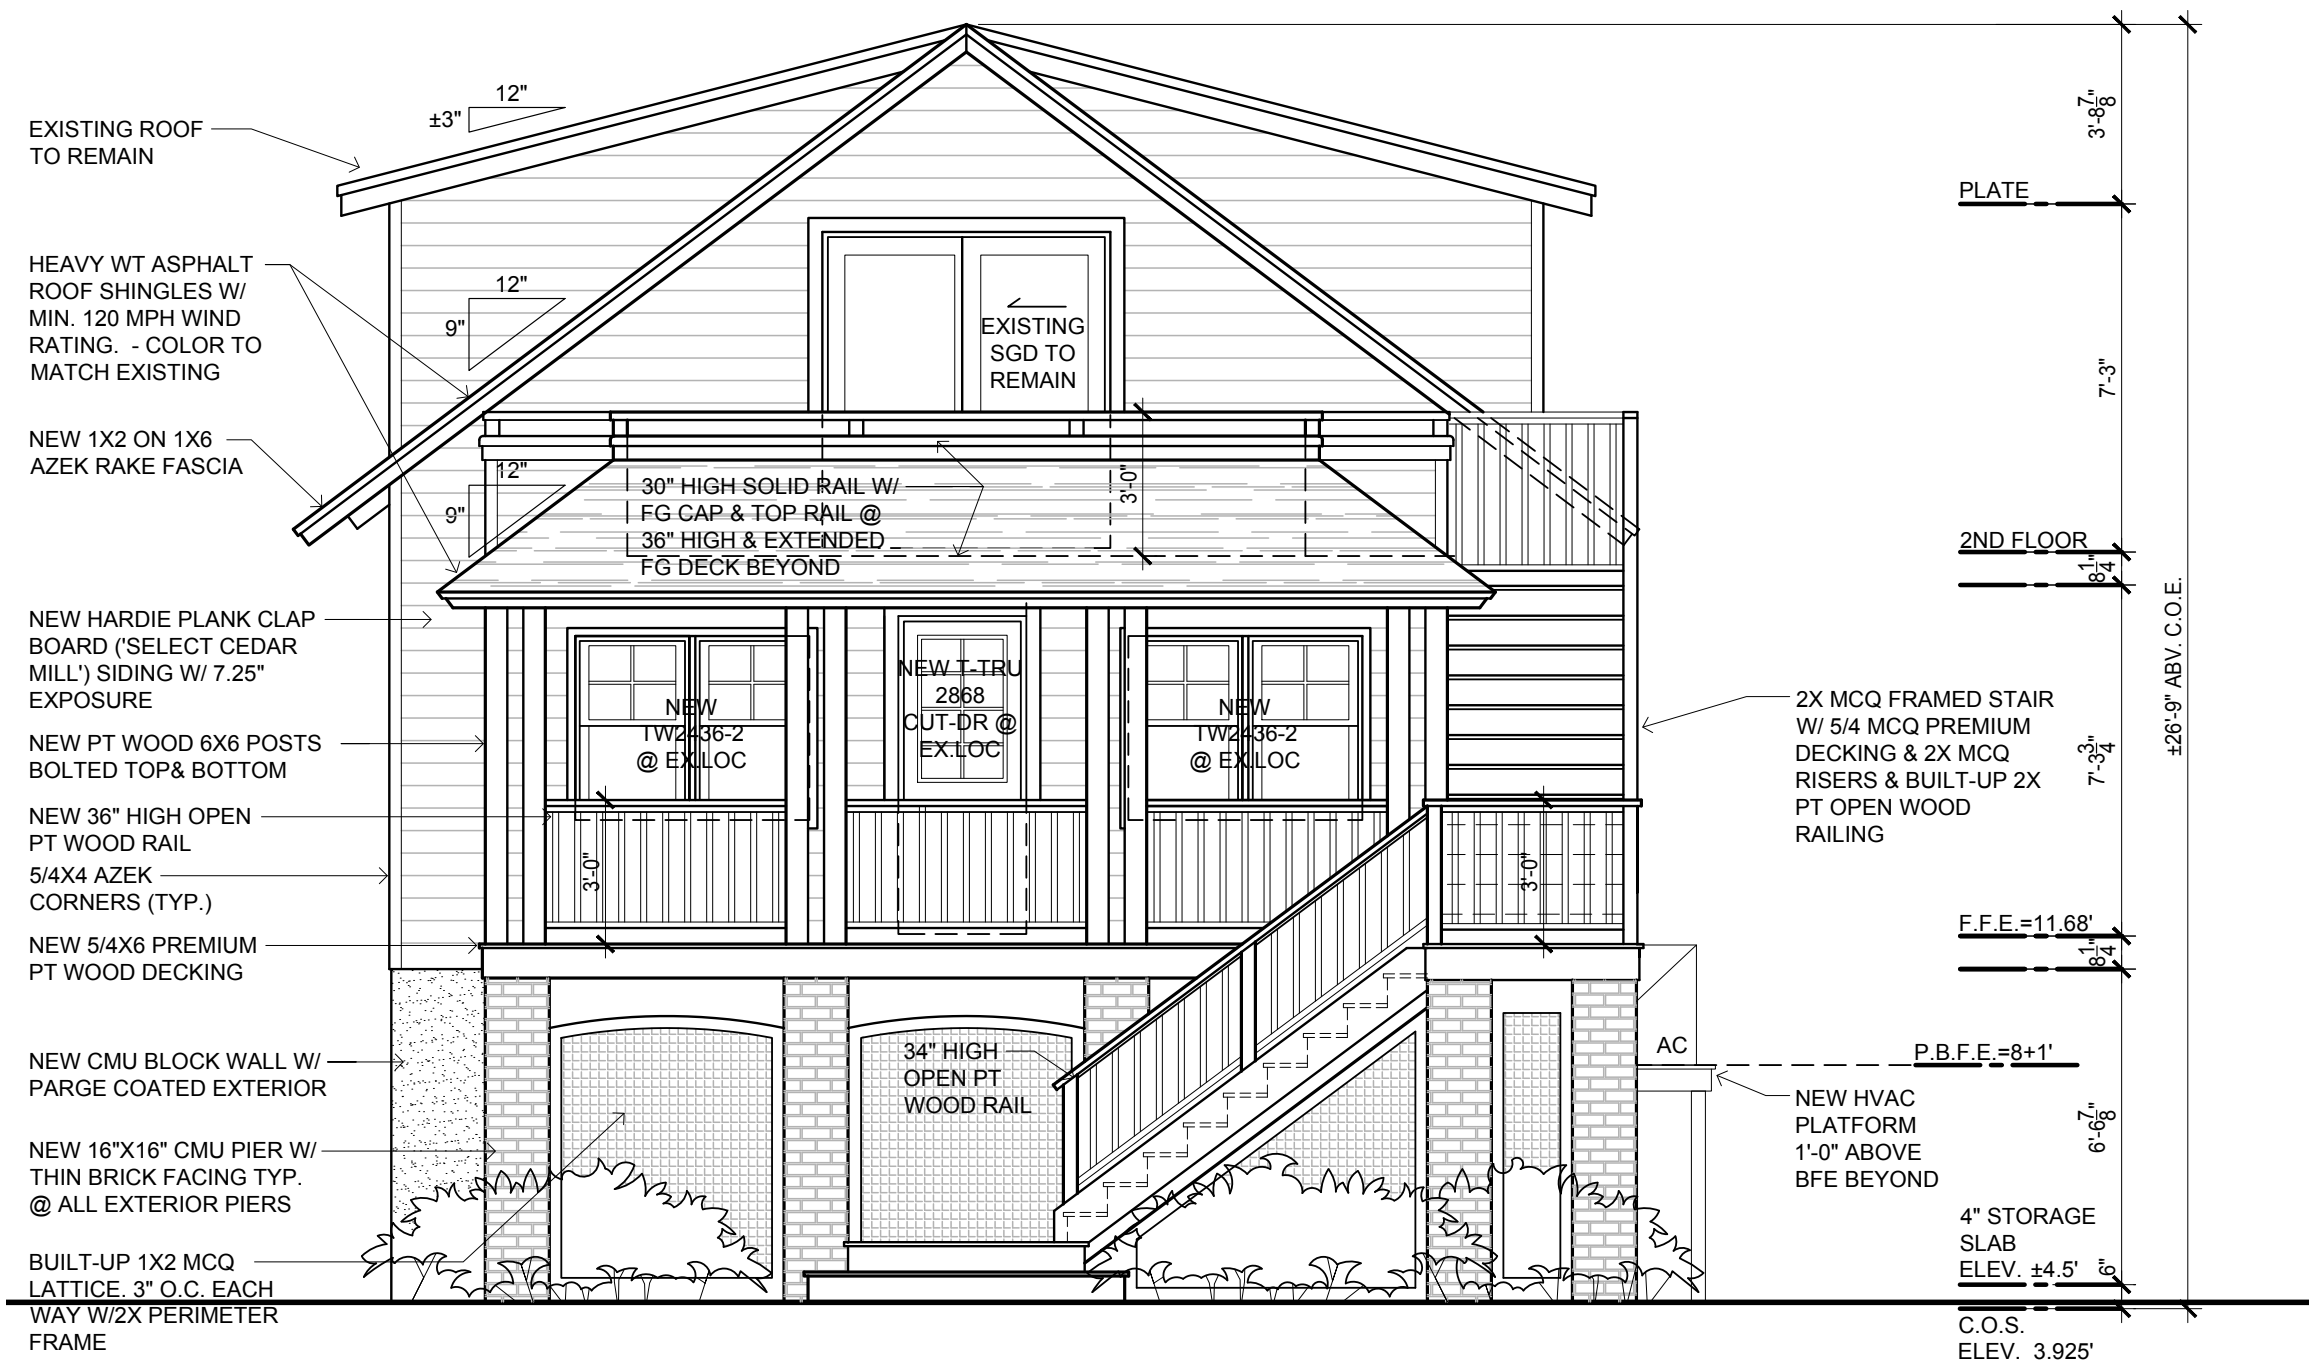 12"
±3"
EXISTING ROOF
TO REMAIN
HEAVY WT ASPHALT
ROOF SHINGLES W/
MIN. 120 MPH WIND
RATING.  - COLOR TO
MATCH EXISTING
12"
9"
NEW 1X2 ON 1X6
AZEK RAKE FASCIA
12"
9"
NEW HARDIE PLANK CLAP
BOARD ('SELECT CEDAR
MILL') SIDING W/ 7.25"
EXPOSURE
NEW PT WOOD 6X6 POSTS
BOLTED TOP& BOTTOM
NEW 36" HIGH OPEN
PT WOOD RAIL
5/4X4 AZEK
CORNERS (TYP.)
NEW 5/4X6 PREMIUM
PT WOOD DECKING
NEW CMU BLOCK WALL W/
PARGE COATED EXTERIOR
NEW 16"X16" CMU PIER W/
THIN BRICK FACING TYP.
@ ALL EXTERIOR PIERS
BUILT-UP 1X2 MCQ
LATTICE. 3" O.C. EACH
WAY W/2X PERIMETER
FRAME
EXISTING
SGD TO
REMAIN
30" HIGH SOLID RAIL W/
FG CAP & TOP RAIL @
36" HIGH & EXTENDED
FG DECK BEYOND
3'-0"
NEW
TW2436-2
@ EX.LOC
NEW T-TRU
2868
CUT-DR @
EX.LOC
NEW
TW2436-2
@ EX.LOC
3'-0"
3'-0"
34" HIGH
OPEN PT
WOOD RAIL
AC
2X MCQ FRAMED STAIR
W/ 5/4 MCQ PREMIUM
DECKING & 2X MCQ
RISERS & BUILT-UP 2X
PT OPEN WOOD
RAILING
NEW HVAC
PLATFORM
1'-0" ABOVE
BFE BEYOND
3'-8 7/8"
PLATE
7'-3"
2ND FLOOR
8 1/4"
±26'-9" ABV. C.O.E.
7'-3 3/4"
F.F.E.=11.68'
8 1/4"
P.B.F.E.=8+1'
6'-6 7/8"
4" STORAGE
SLAB
ELEV. ±4.5'
6"
C.O.S.
ELEV.  3.925'